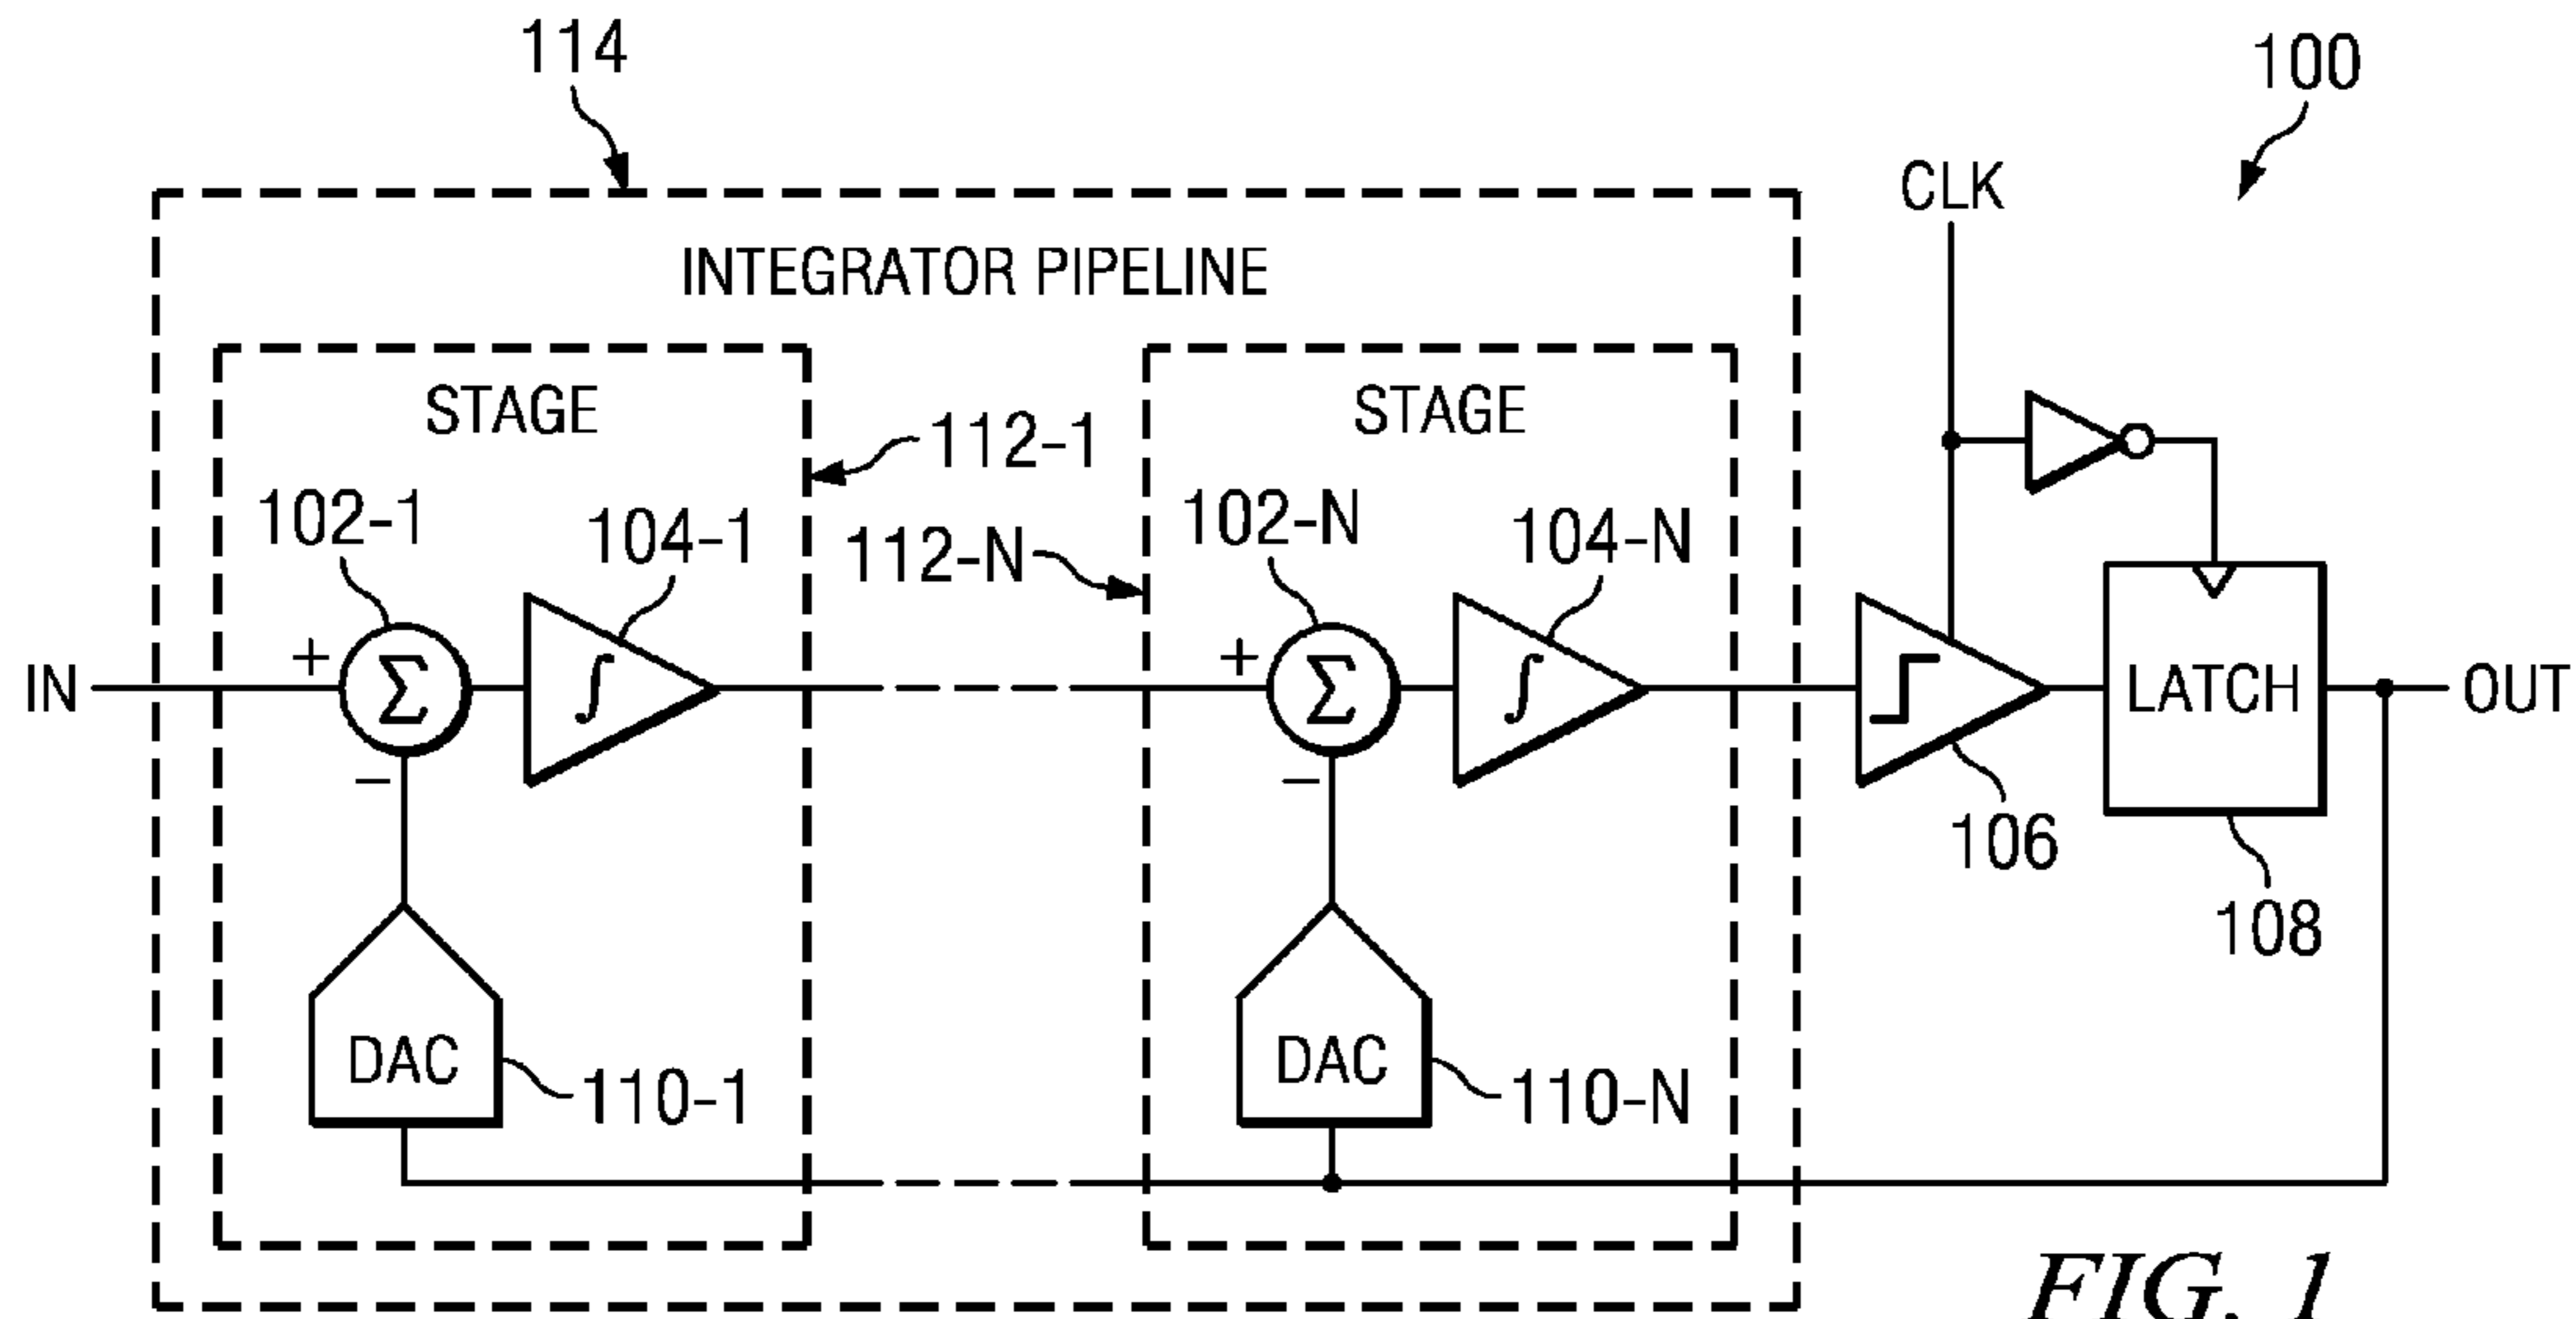 114
100
CLK
INTEGRATOR PIPELINE
STAGE
STAGE
112-1
102-1
104-1
112-N
102-N
104-N
+
+
IN
Σ
∫
Σ
∫
LATCH
OUT
−
−
106
108
DAC
110-1
DAC
110-N
FIG. 1